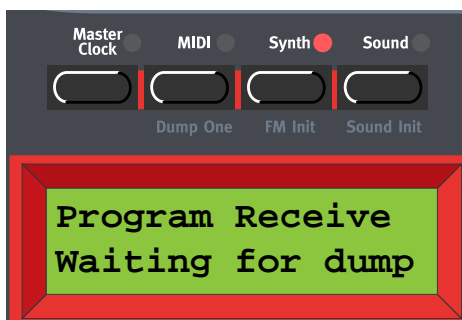 Master Clock MIDI Synth Sound
Dump One FM Init Sound Init
Program Receive
Waiting for dump